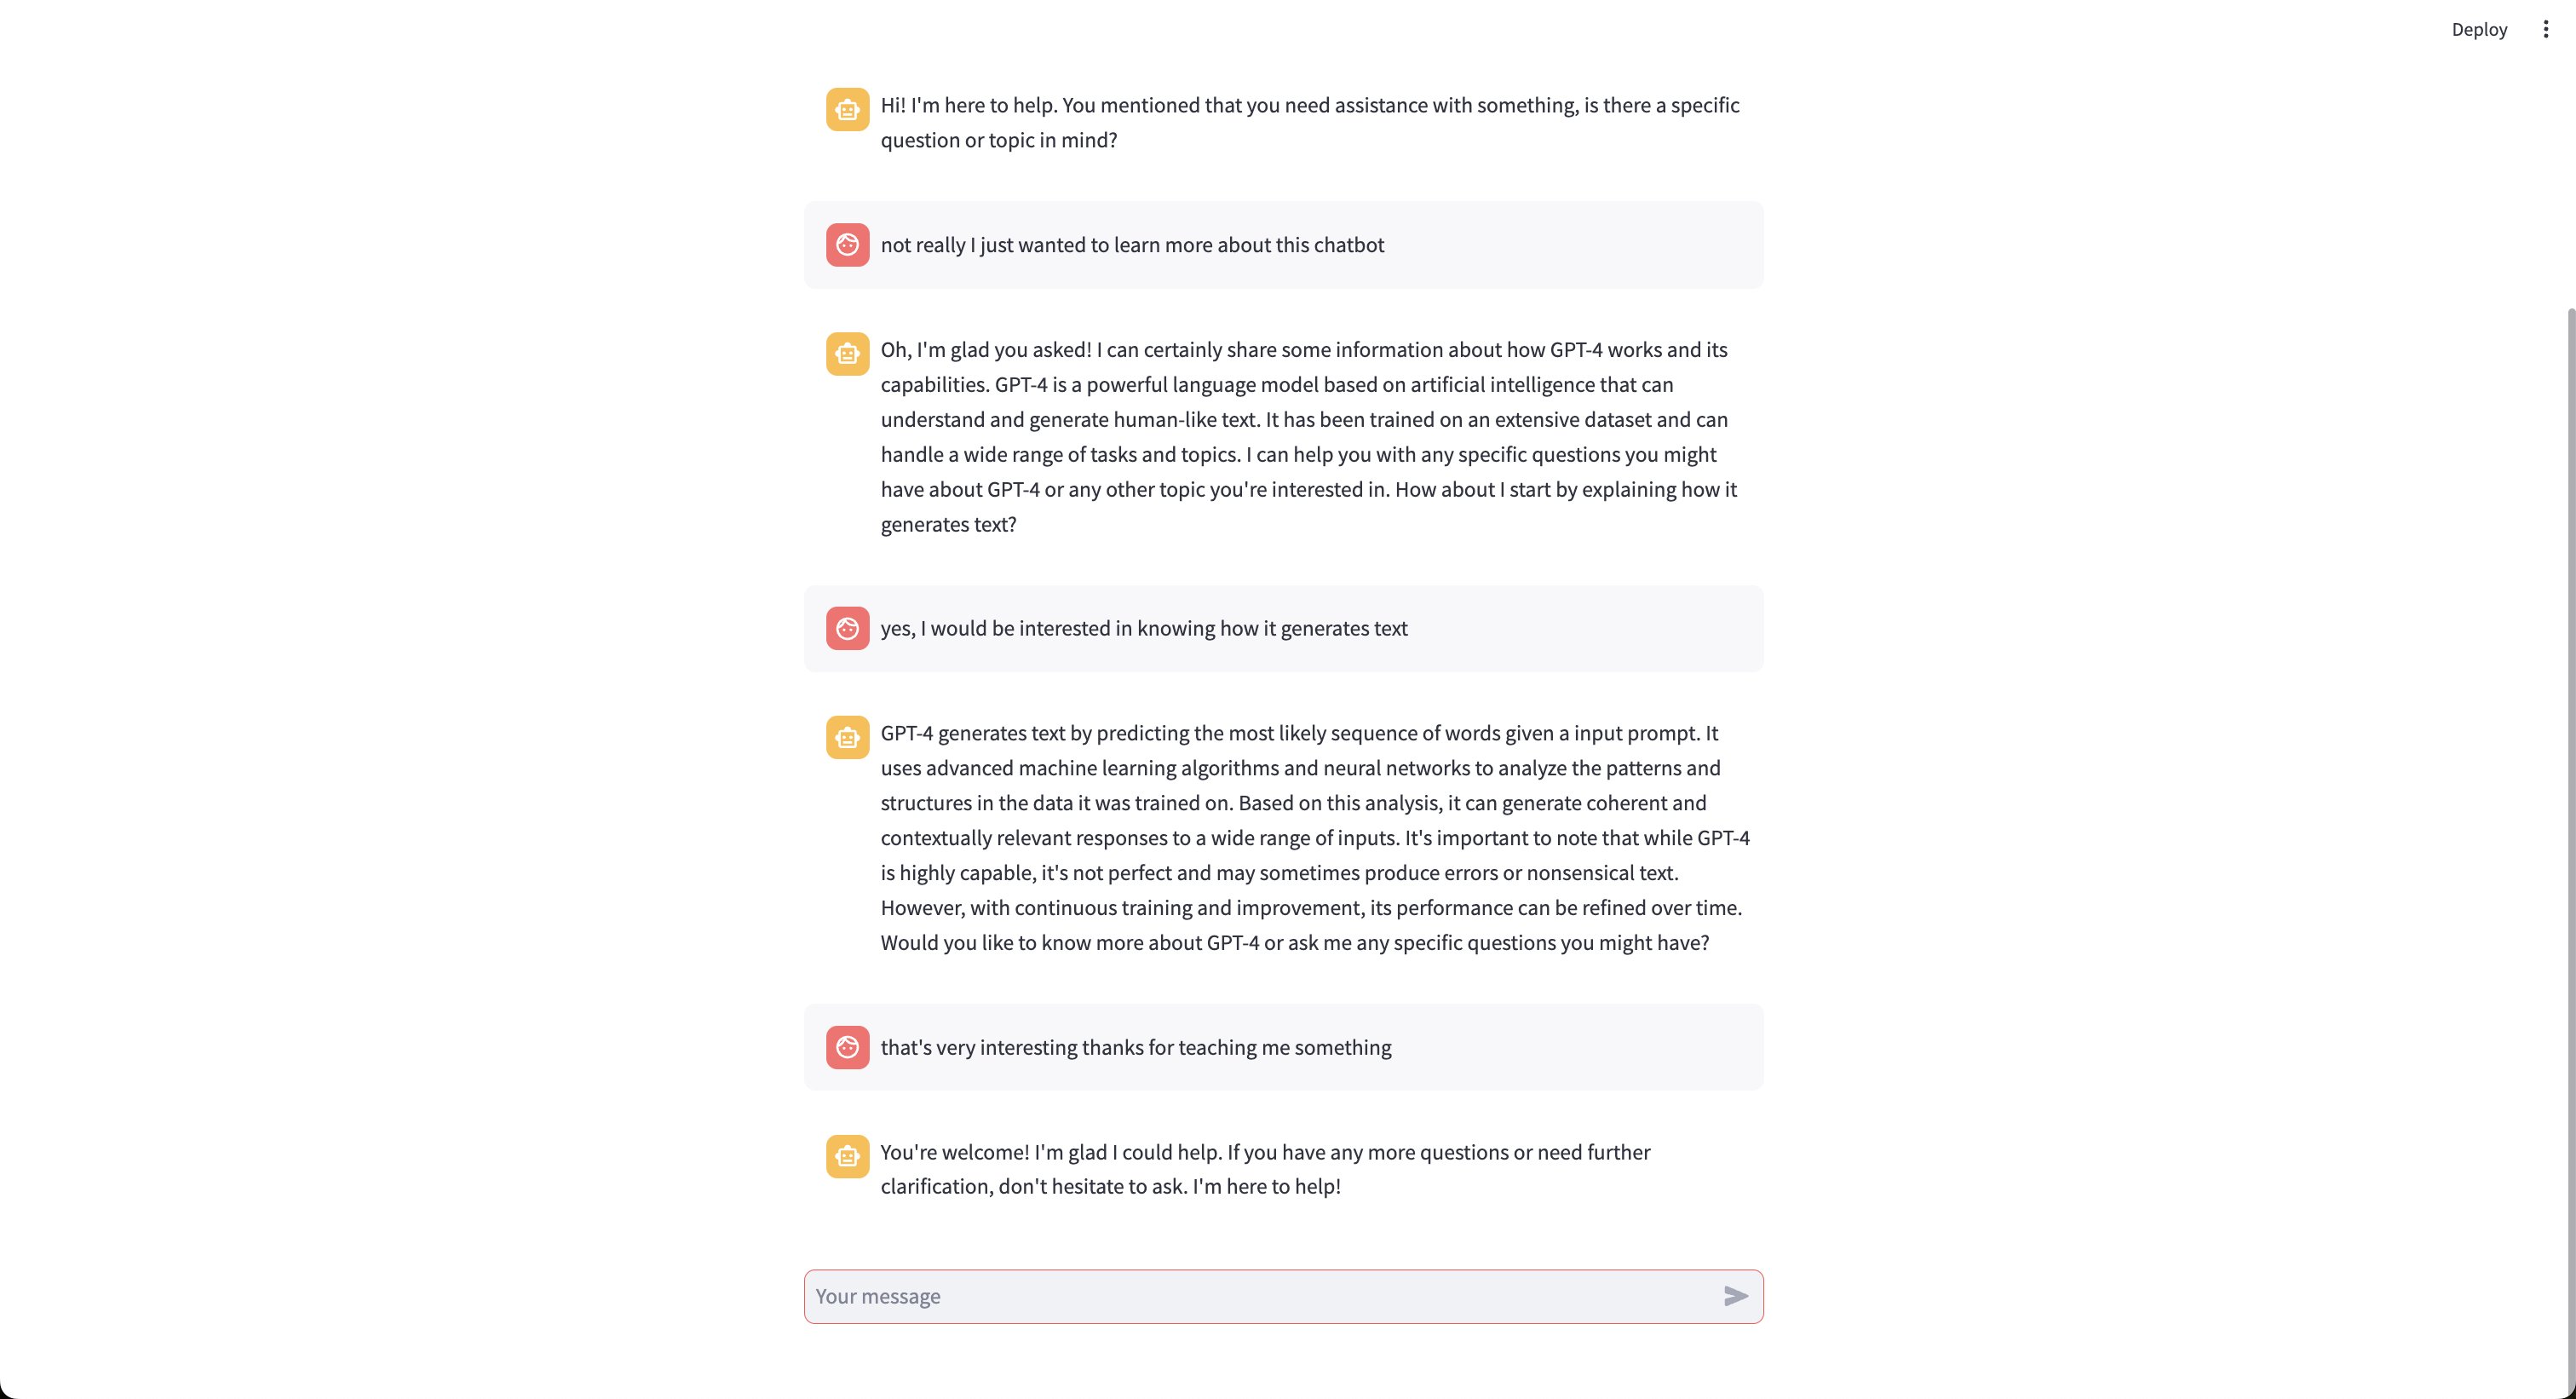 Deploy
Hi! I'm here to help. You mentioned that you need assistance with something, is there a specific
question or topic in mind?
not really I just wanted to learn more about this chatbot
Oh, I'm glad you asked! I can certainly share some information about how GPT-4 works and its
capabilities. GPT-4 is a powerful language model based on artificial intelligence that can
understand and generate human-like text. It has been trained on an extensive dataset and can
handle a wide range of tasks and topics. I can help you with any specific questions you might
have about GPT-4 or any other topic you're interested in. How about I start by explaining how it
generates text?
yes, I would be interested in knowing how it generates text
GPT-4 generates text by predicting the most likely sequence of words given a input prompt. It
uses advanced machine learning algorithms and neural networks to analyze the patterns and
structures in the data it was trained on. Based on this analysis, it can generate coherent and
contextually relevant responses to a wide range of inputs. It's important to note that while GPT-4
is highly capable, it's not perfect and may sometimes produce errors or nonsensical text.
However, with continuous training and improvement, its performance can be refined over time.
Would you like to know more about GPT-4 or ask me any specific questions you might have?
that's very interesting thanks for teaching me something
You're welcome! I'm glad I could help. If you have any more questions or need further
clarification, don't hesitate to ask. I'm here to help!
Your message